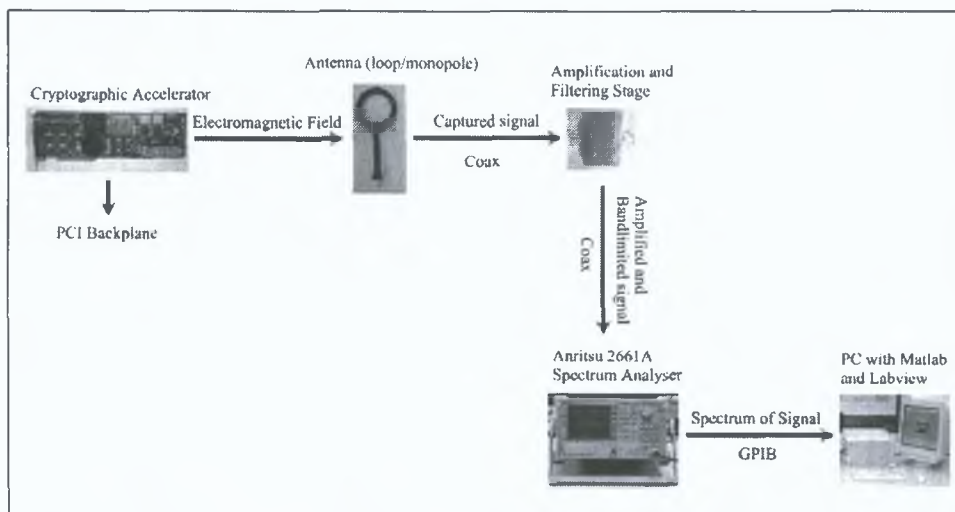 Antenna (loop/monopole)
Amplification and
Filtering Stage
Cryptographic Accelerator
Electromagnetic Field
Captured signal
Coax
PCI Backplane
Amplified and
Bandlimited signal
Coax
Anritsu 2661A
Spectrum Analyser
PC with Matlab
and Labview
Spectrum of Signal
GPIB